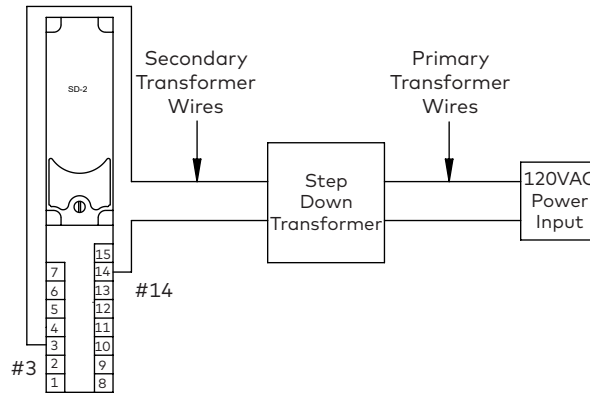 SD-2
Secondary
Transformer
Wires
Primary
Transformer
Wires
Step
Down
Transformer
120VAC
Power
Input
15
7
14
6
13
5
12
4
11
3
10
2
9
1
8
#14
#3